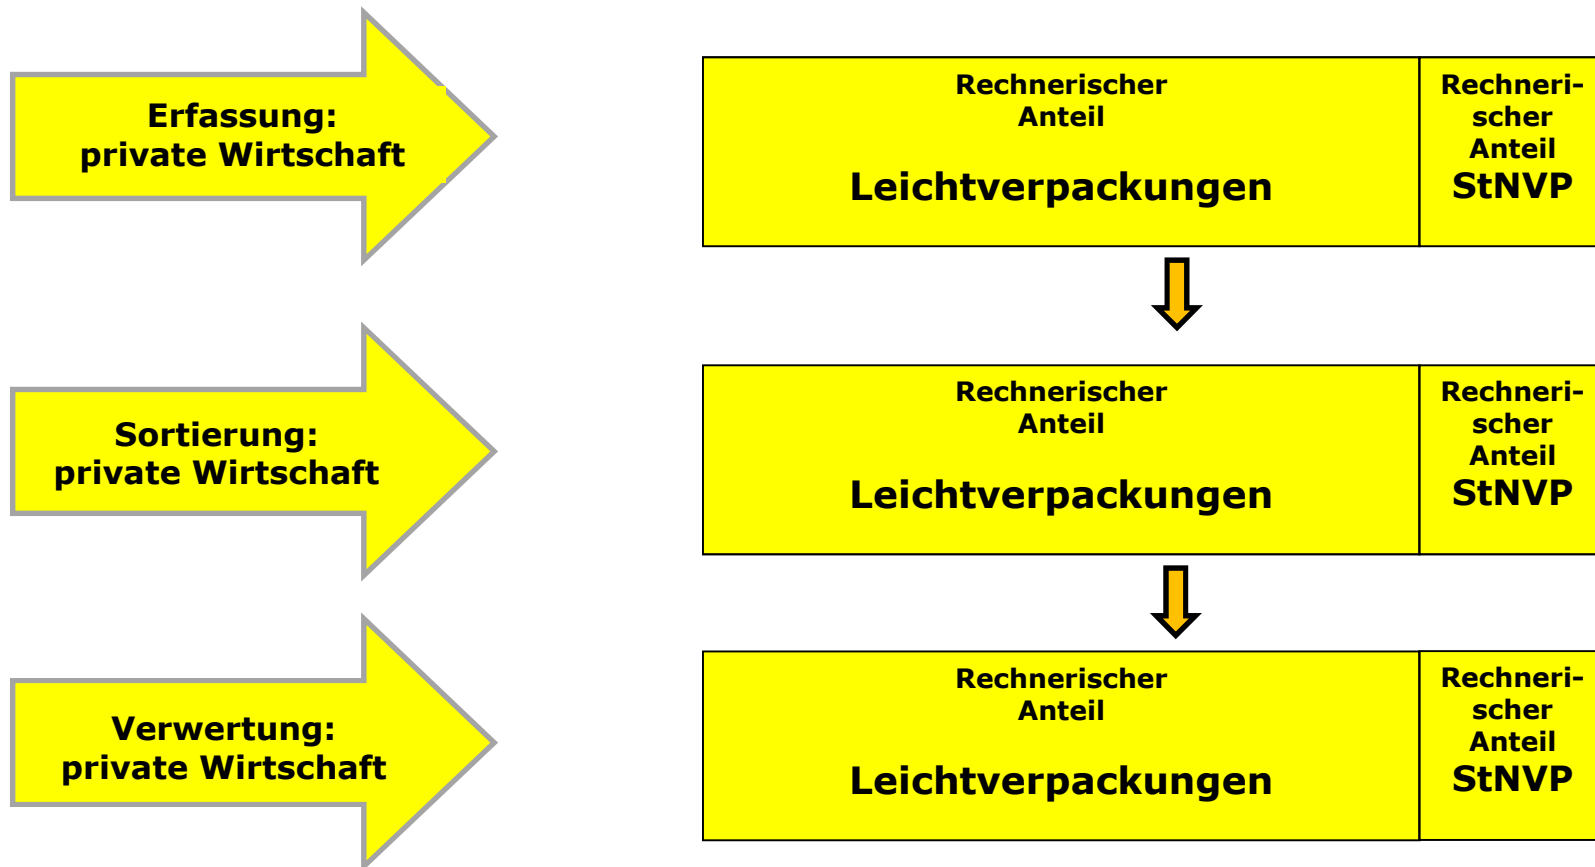 Erfassung:
private Wirtschaft
Rechnerischer
Anteil
Leichtverpackungen
Rechneri-
scher
Anteil
StNVP
Sortierung:
private Wirtschaft
Rechnerischer
Anteil
Leichtverpackungen
Rechneri-
scher
Anteil
StNVP
Verwertung:
private Wirtschaft
Rechnerischer
Anteil
Leichtverpackungen
Rechneri-
scher
Anteil
StNVP